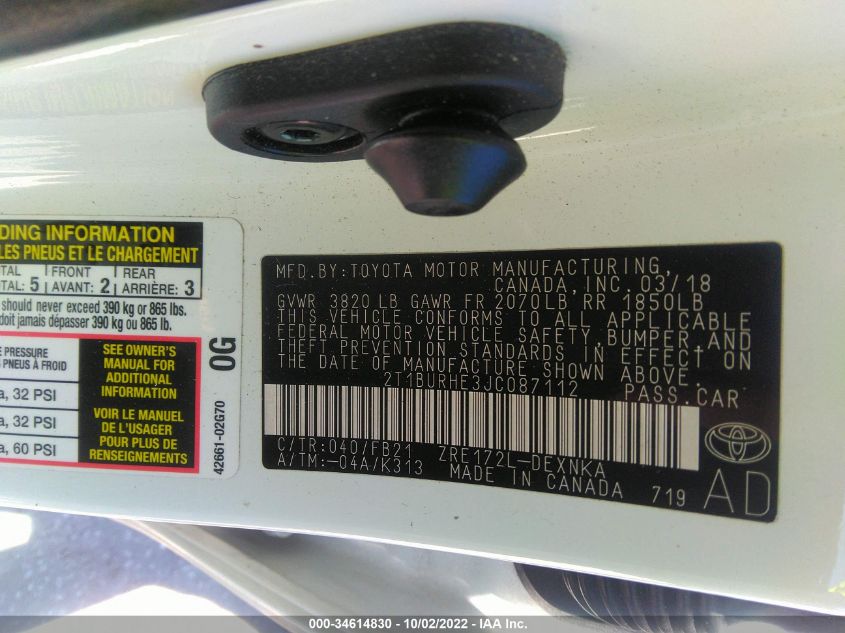 DING INFORMATION
LES PNEUS ET LE CHARGEMENT
TAL 5 FRONT AVANT: 2 REAR ARRIÈRE: 3
should never exceed 390 kg or 865 lbs.
doit jamais dépasser 390 kg ou 865 lb.
PRESSURE
PNEUS À FROID
32 PSI
32 PSI
60 PSI
SEE OWNER'S
MANUAL FOR
ADDITIONAL
INFORMATION
VOIR LE MANUEL
DE L'USAGER
POUR PLUS DE
RENSEIGNEMENTS
0G
42661-02G70
MFD. BY: TOYOTA MOTOR MANUFACTURING,
CANADA, INC. 03/18
GVWR 3820 LB GAWR FR 2070LB RR 1850LB
THIS VEHICLE CONFORMS TO ALL APPLICABLE
FEDERAL MOTOR VEHICLE SAFETY, BUMPER, AND
THEFT PREVENTION STANDARDS IN EFFECT ON
THE DATE OF MANUFACTURE SHOWN ABOVE.
2T1BURHE3JC087112 PASS. CAR
C/TR: 040/FB21 ZRE172L-DEXNKA
A/TM: -04A/K313 MADE IN CANADA 719
AD
000-34614830 - 10/02/2022 - IAA Inc.